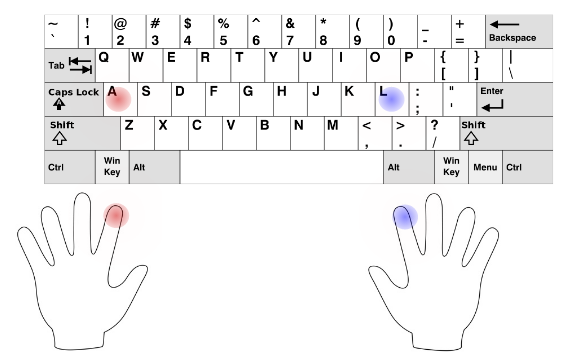 ~ ! @ # $ % ^ & * ( ) _ +
` 1 2 3 4 5 6 7 8 9 0 - = Backspace
Tab Q W E R T Y U I O P { } |
[ ] \
Caps Lock A S D F G H J K L : " Enter
; '
Shift Z X C V B N M < > ? Shift
, . /
Ctrl Win Key Alt Alt Win Key Menu Ctrl